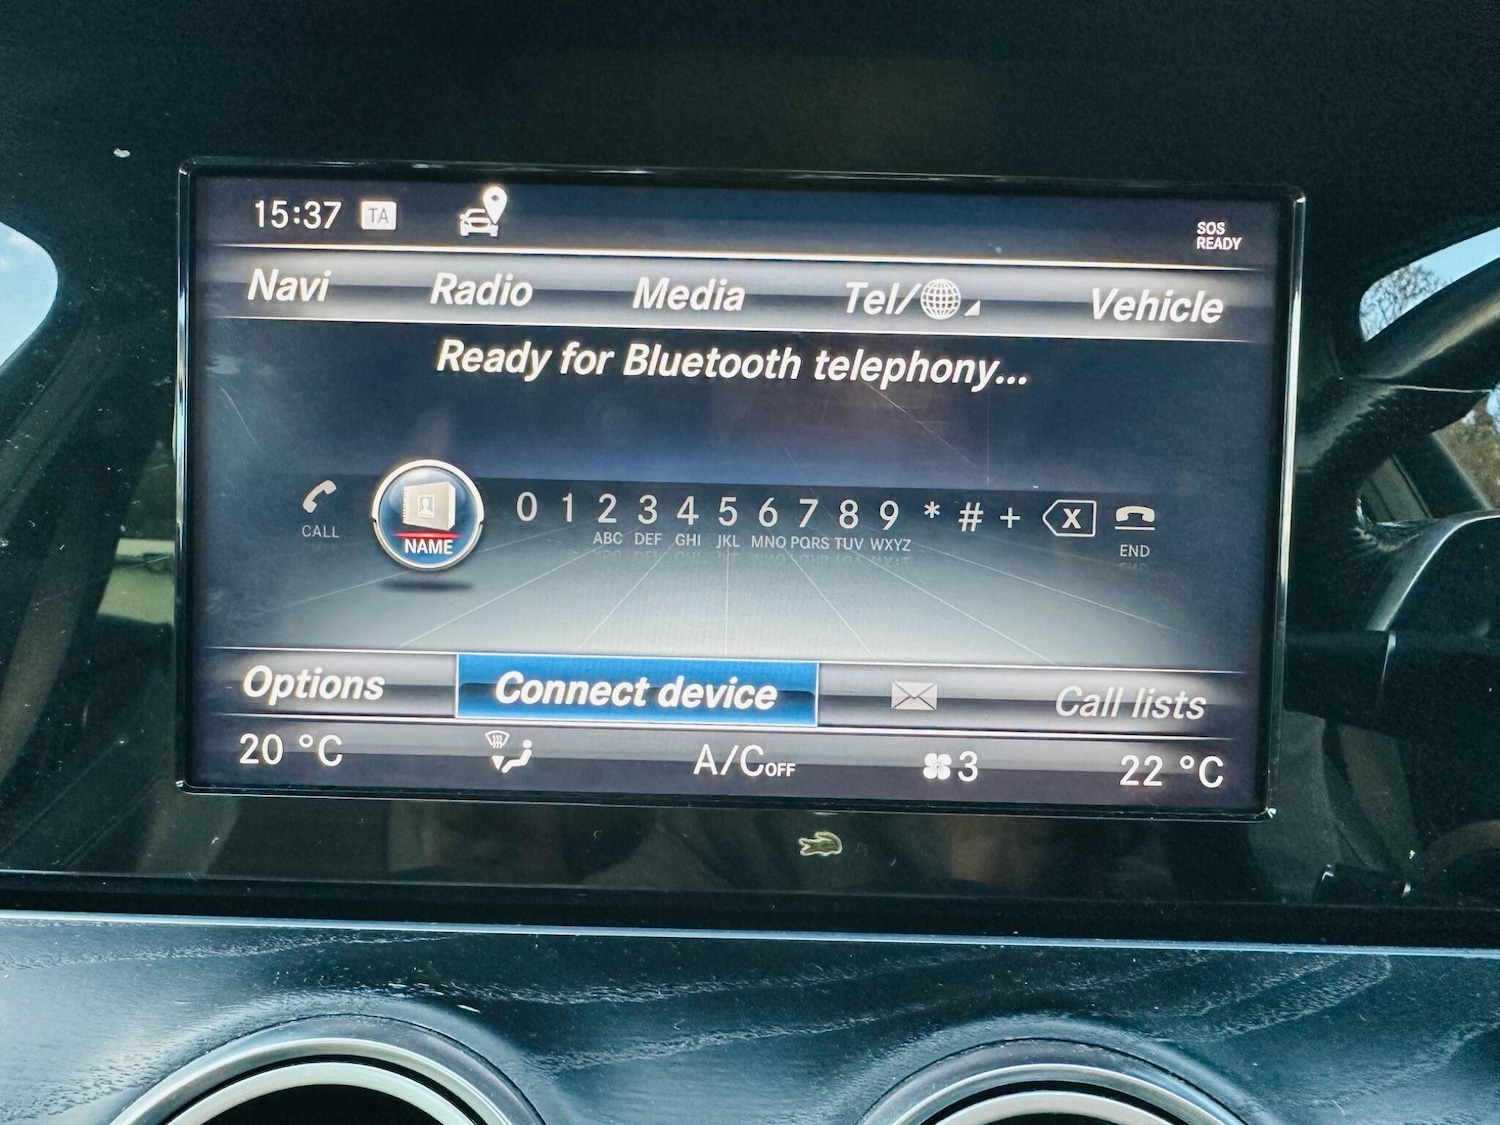 15:37 TA SOS
READY
Navi Radio Media Tel/ Vehicle
Ready for Bluetooth telephony...
0 1 2 3 4 5 6 7 8 9 * # + X
CALL NAME ABC DEF GHI JKL MNO PQRS TUV WXYZ END
Options Connect device Call lists
20 °C A/C OFF 3 22 °C